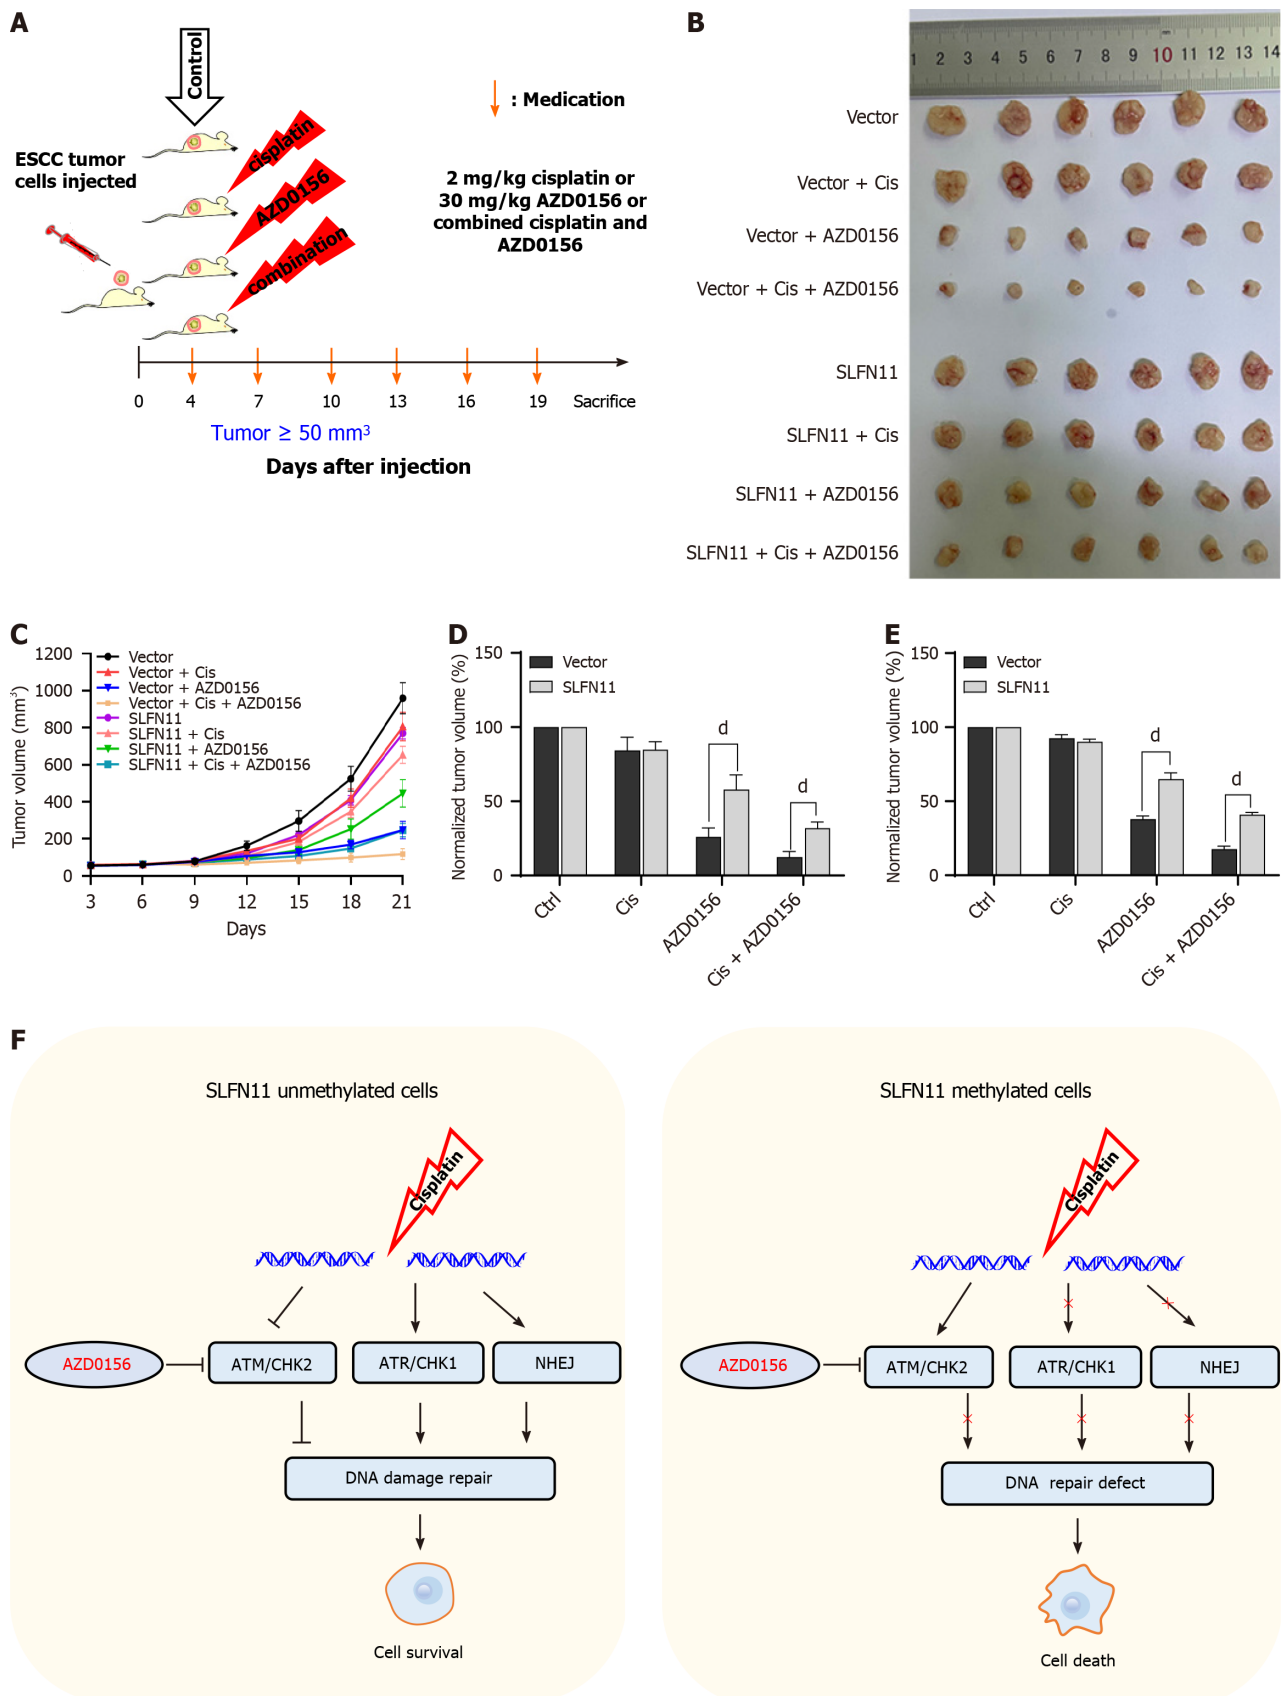 A
Control
cisplatin
AZD0156
combination
ESCC tumor
cells injected
: Medication
2 mg/kg cisplatin or
30 mg/kg AZD0156 or
combined cisplatin and
AZD0156
0 4 7 10 13 16 19 Sacrifice
Tumor ≥ 50 mm³
Days after injection
B
1 2 3 4 5 6 7 8 9 10 11 12 13 14
Vector
Vector + Cis
Vector + AZD0156
Vector + Cis + AZD0156
SLFN11
SLFN11 + Cis
SLFN11 + AZD0156
SLFN11 + Cis + AZD0156
C
Tumor volume (mm³)
1200
1000
800
600
400
200
0
Vector
Vector + Cis
Vector + AZD0156
Vector + Cis + AZD0156
SLFN11
SLFN11 + Cis
SLFN11 + AZD0156
SLFN11 + Cis + AZD0156
3 6 9 12 15 18 21
Days
D
Normalized tumor volume (%)
150
100
50
0
Vector
SLFN11
d
d
Ctrl
Cis
AZD0156
Cis + AZD0156
E
Normalized tumor volume (%)
150
100
50
0
Vector
SLFN11
d
d
Ctrl
Cis
AZD0156
Cis + AZD0156
F
SLFN11 unmethylated cells
Cisplatin
AZD0156
ATM/CHK2
ATR/CHK1
NHEJ
DNA damage repair
Cell survival
SLFN11 methylated cells
Cisplatin
AZD0156
ATM/CHK2
ATR/CHK1
NHEJ
DNA repair defect
Cell death